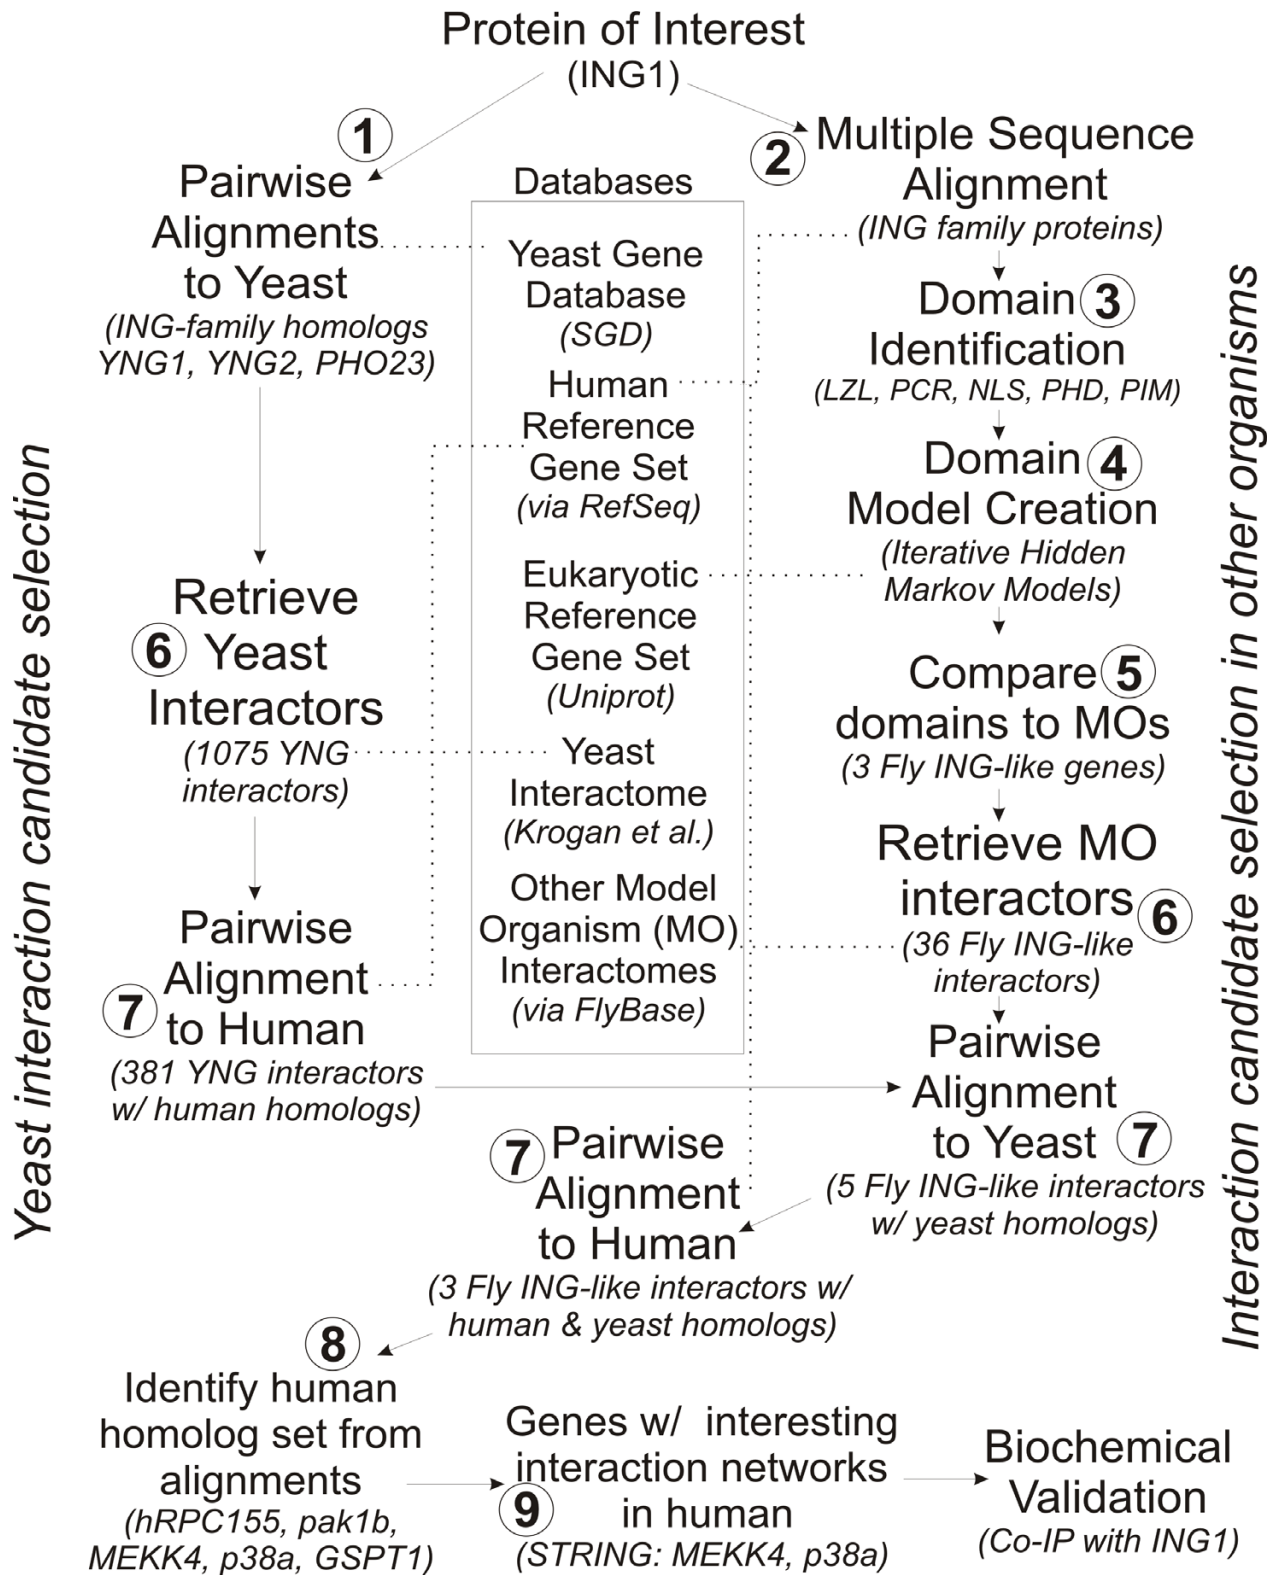 Protein of Interest
(ING1)
1
Pairwise
Alignments
to Yeast
(ING-family homologs
YNG1, YNG2, PHO23)
Retrieve
6 Yeast
Interactors
(1075 YNG
interactors)
Pairwise
Alignment
7 to Human
(381 YNG interactors
w/ human homologs)
Yeast interaction candidate selection
Databases
Yeast Gene
Database
(SGD)
Human
Reference
Gene Set
(via RefSeq)
Eukaryotic
Reference
Gene Set
(Uniprot)
Yeast
Interactome
(Krogan et al.)
Other Model
Organism (MO)
Interactomes
(via FlyBase)
2 Multiple Sequence
Alignment
(ING family proteins)
Domain 3
Identification
(LZL, PCR, NLS, PHD, PIM)
Domain 4
Model Creation
(Iterative Hidden
Markov Models)
Compare 5
domains to MOs
(3 Fly ING-like genes)
Retrieve MO
interactors 6
(36 Fly ING-like
interactors)
Pairwise
Alignment
to Yeast 7
(5 Fly ING-like interactors
w/ yeast homologs)
Interaction candidate selection in other organisms
7 Pairwise
Alignment
to Human
(3 Fly ING-like interactors w/
human & yeast homologs)
8
Identify human
homolog set from
alignments
(hRPC155, pak1b,
MEKK4, p38a, GSPT1)
Genes w/ interesting
interaction networks
9 in human
(STRING: MEKK4, p38a)
Biochemical
Validation
(Co-IP with ING1)